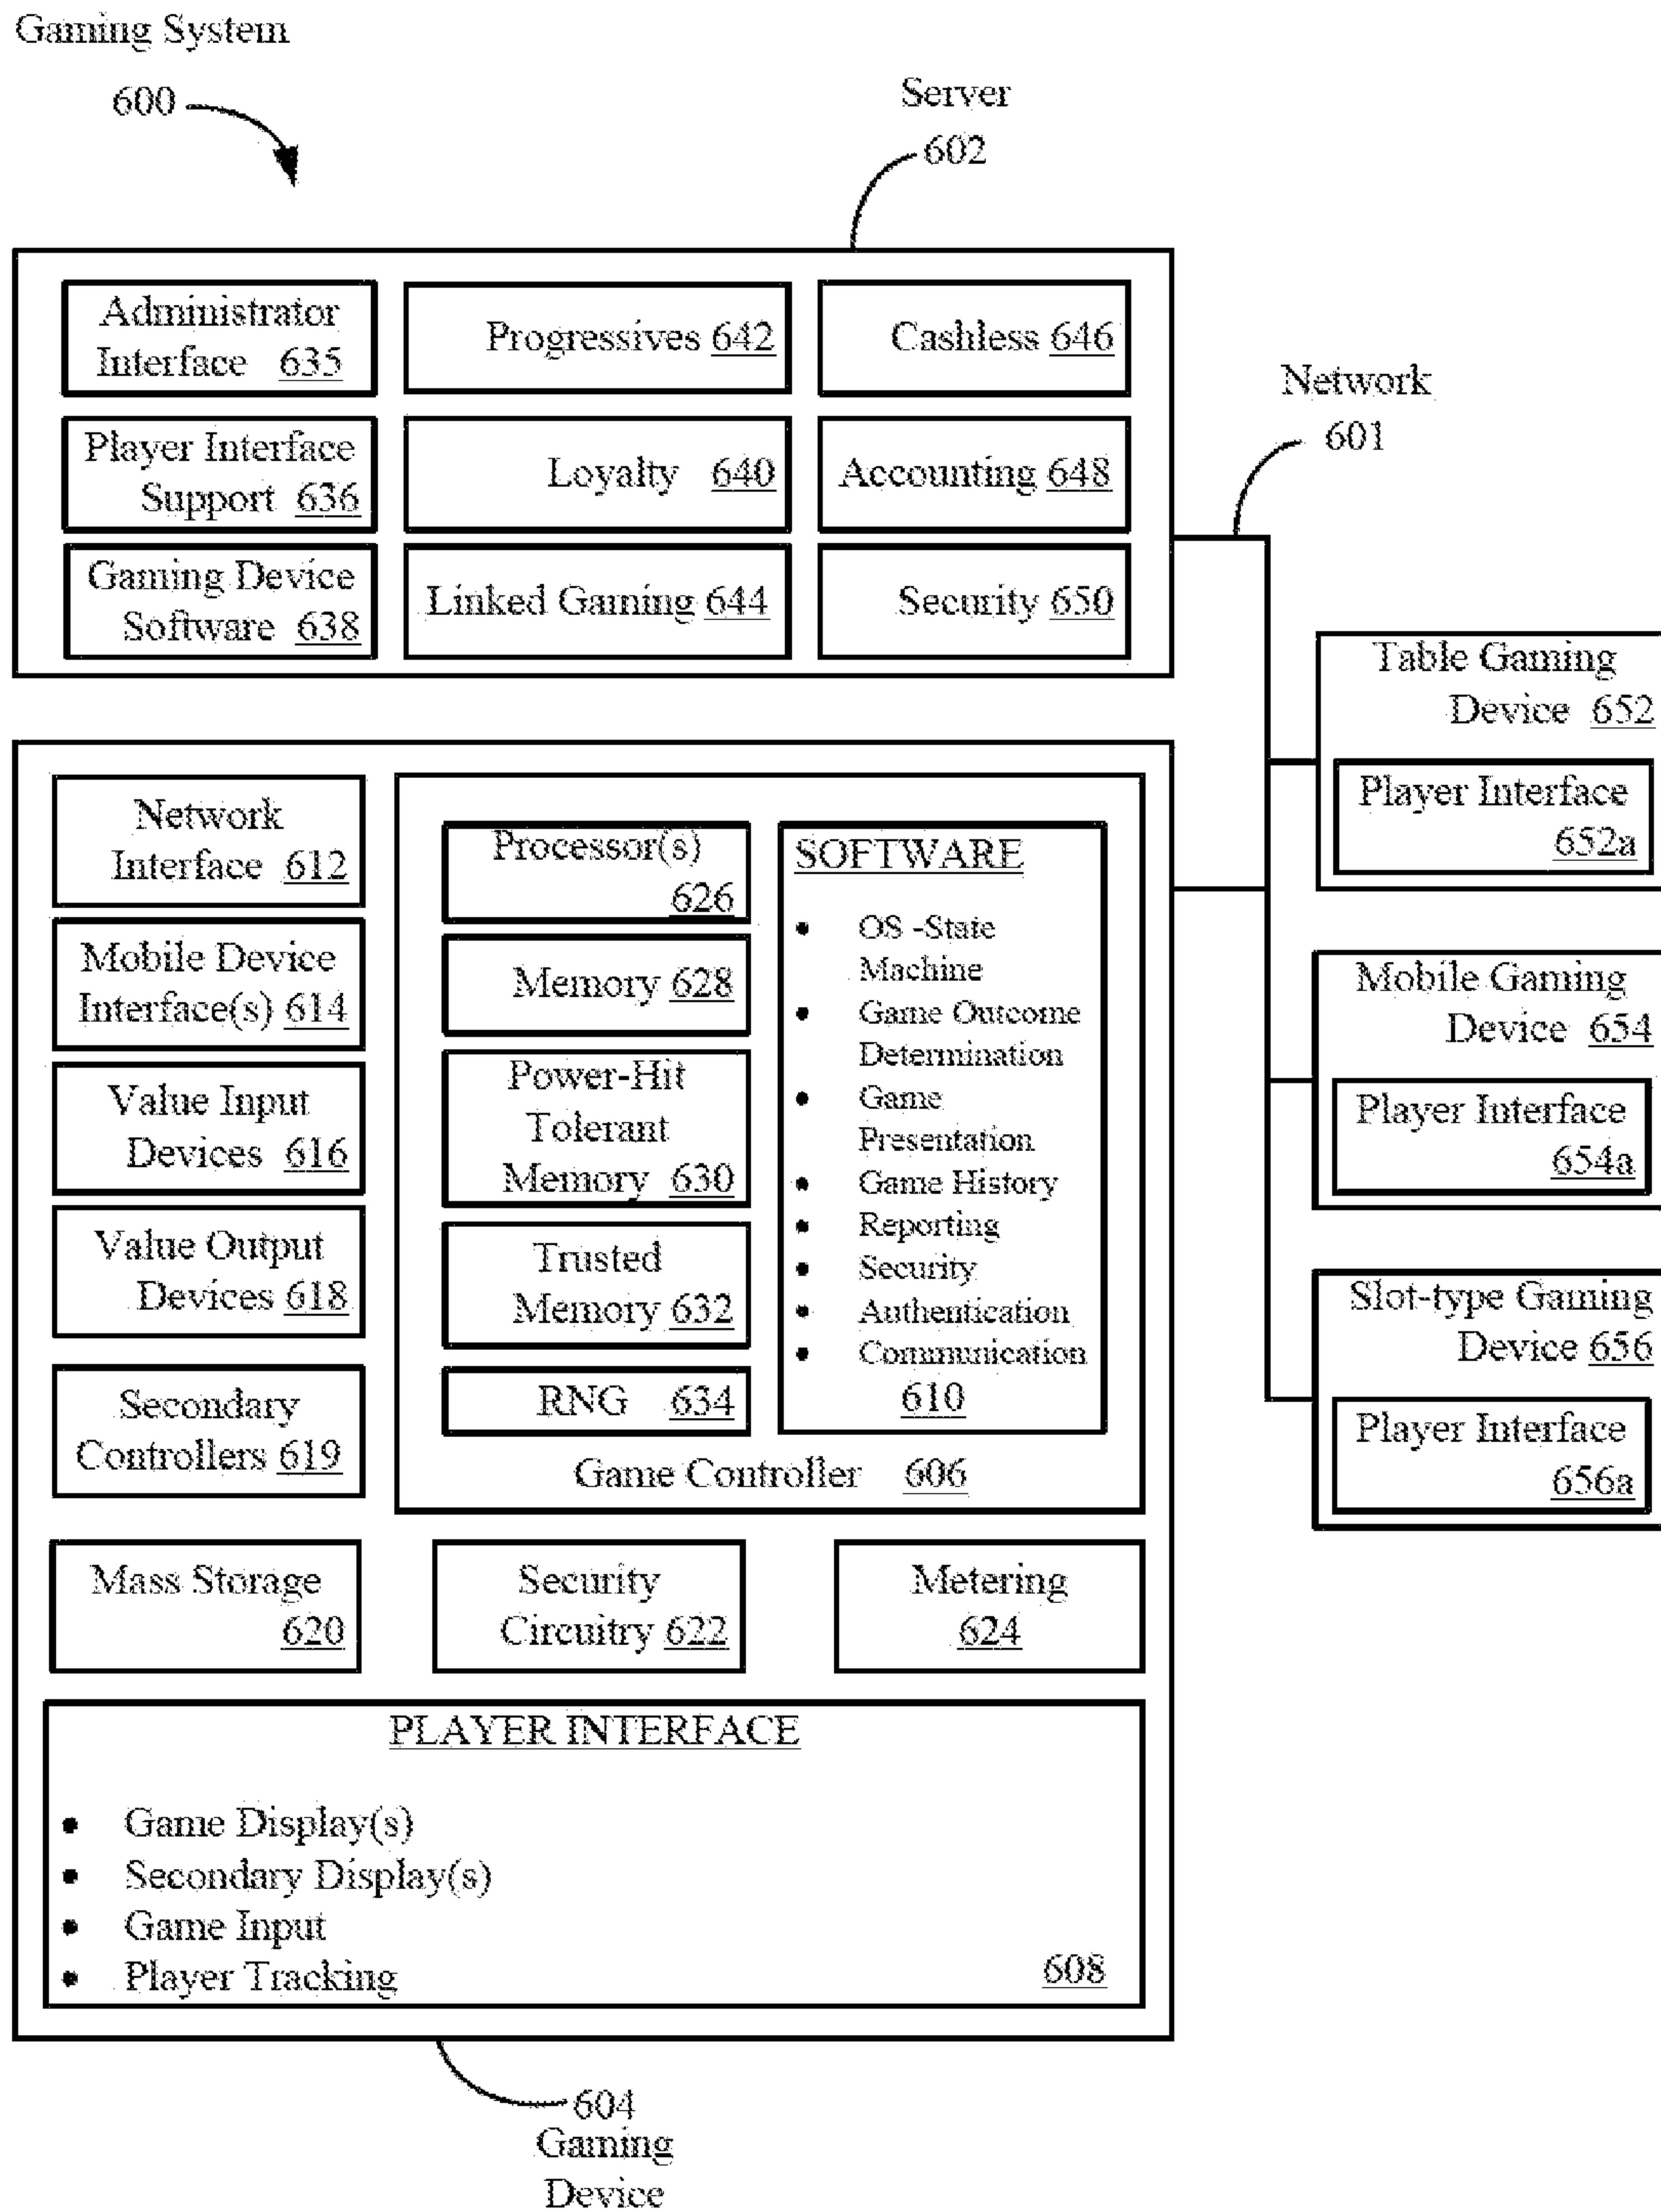 Gaming System
600
Server
602
Administrator
Interface 635
Progressives 642
Cashless 646
Player Interface
Support 636
Loyalty 640
Accounting 648
Gaming Device
Software 638
Linked Gaming 644
Security 650
Network
601
Table Gaming
Device 652
Player Interface
652a
Mobile Gaming
Device 654
Player Interface
654a
Slot-type Gaming
Device 656
Player Interface
656a
Network
Interface 612
Mobile Device
Interface(s) 614
Value Input
Devices 616
Value Output
Devices 618
Secondary
Controllers 619
Processor(s)
626
Memory 628
Power-Hit
Tolerant
Memory 630
Trusted
Memory 632
RNG 634
SOFTWARE
• OS -State
Machine
• Game Outcome
Determination
• Game
Presentation
• Game History
• Reporting
• Security
• Authentication
• Communication
610
Game Controller 606
Mass Storage
620
Security
Circuitry 622
Metering
624
PLAYER INTERFACE
• Game Display(s)
• Secondary Display(s)
• Game Input
• Player Tracking
608
604
Gaming
Device